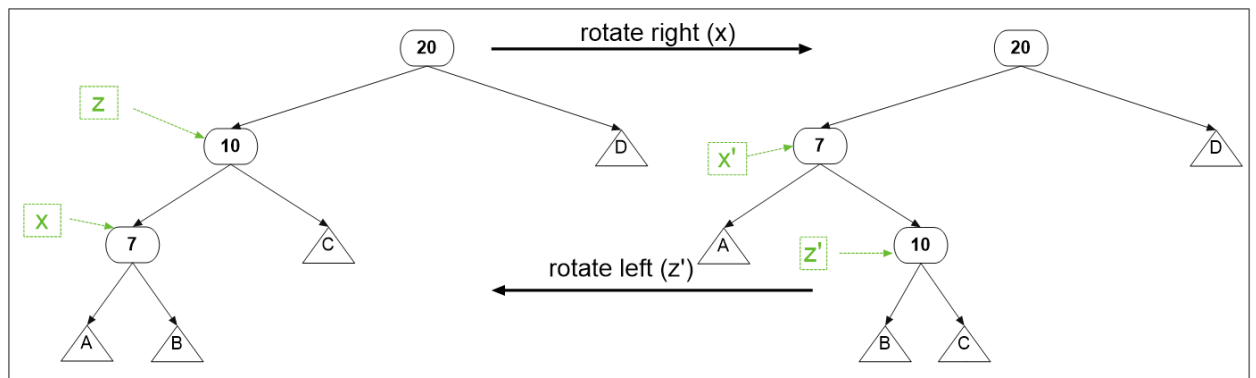 rotate right (x)
20
20
z
10
D
x'
7
D
x
7
C
A
z'
10
rotate left (z')
A
B
B
C